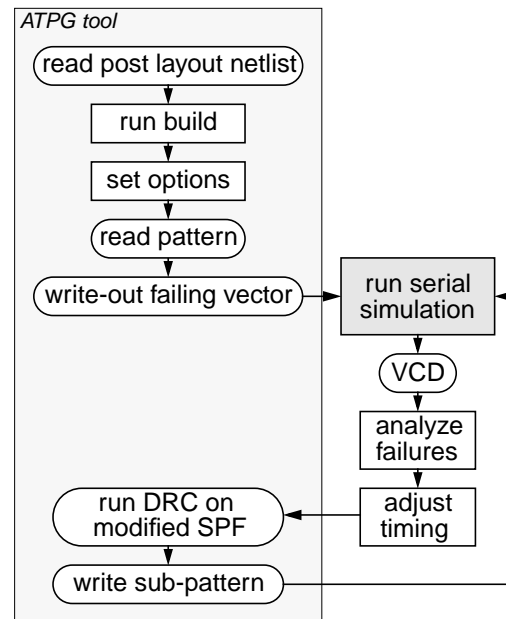 ATPG tool
read post layout netlist
run build
set options
read pattern
write-out failing vector
run serial
simulation
VCD
analyze
failures
adjust
timing
run DRC on
modified SPF
write sub-pattern